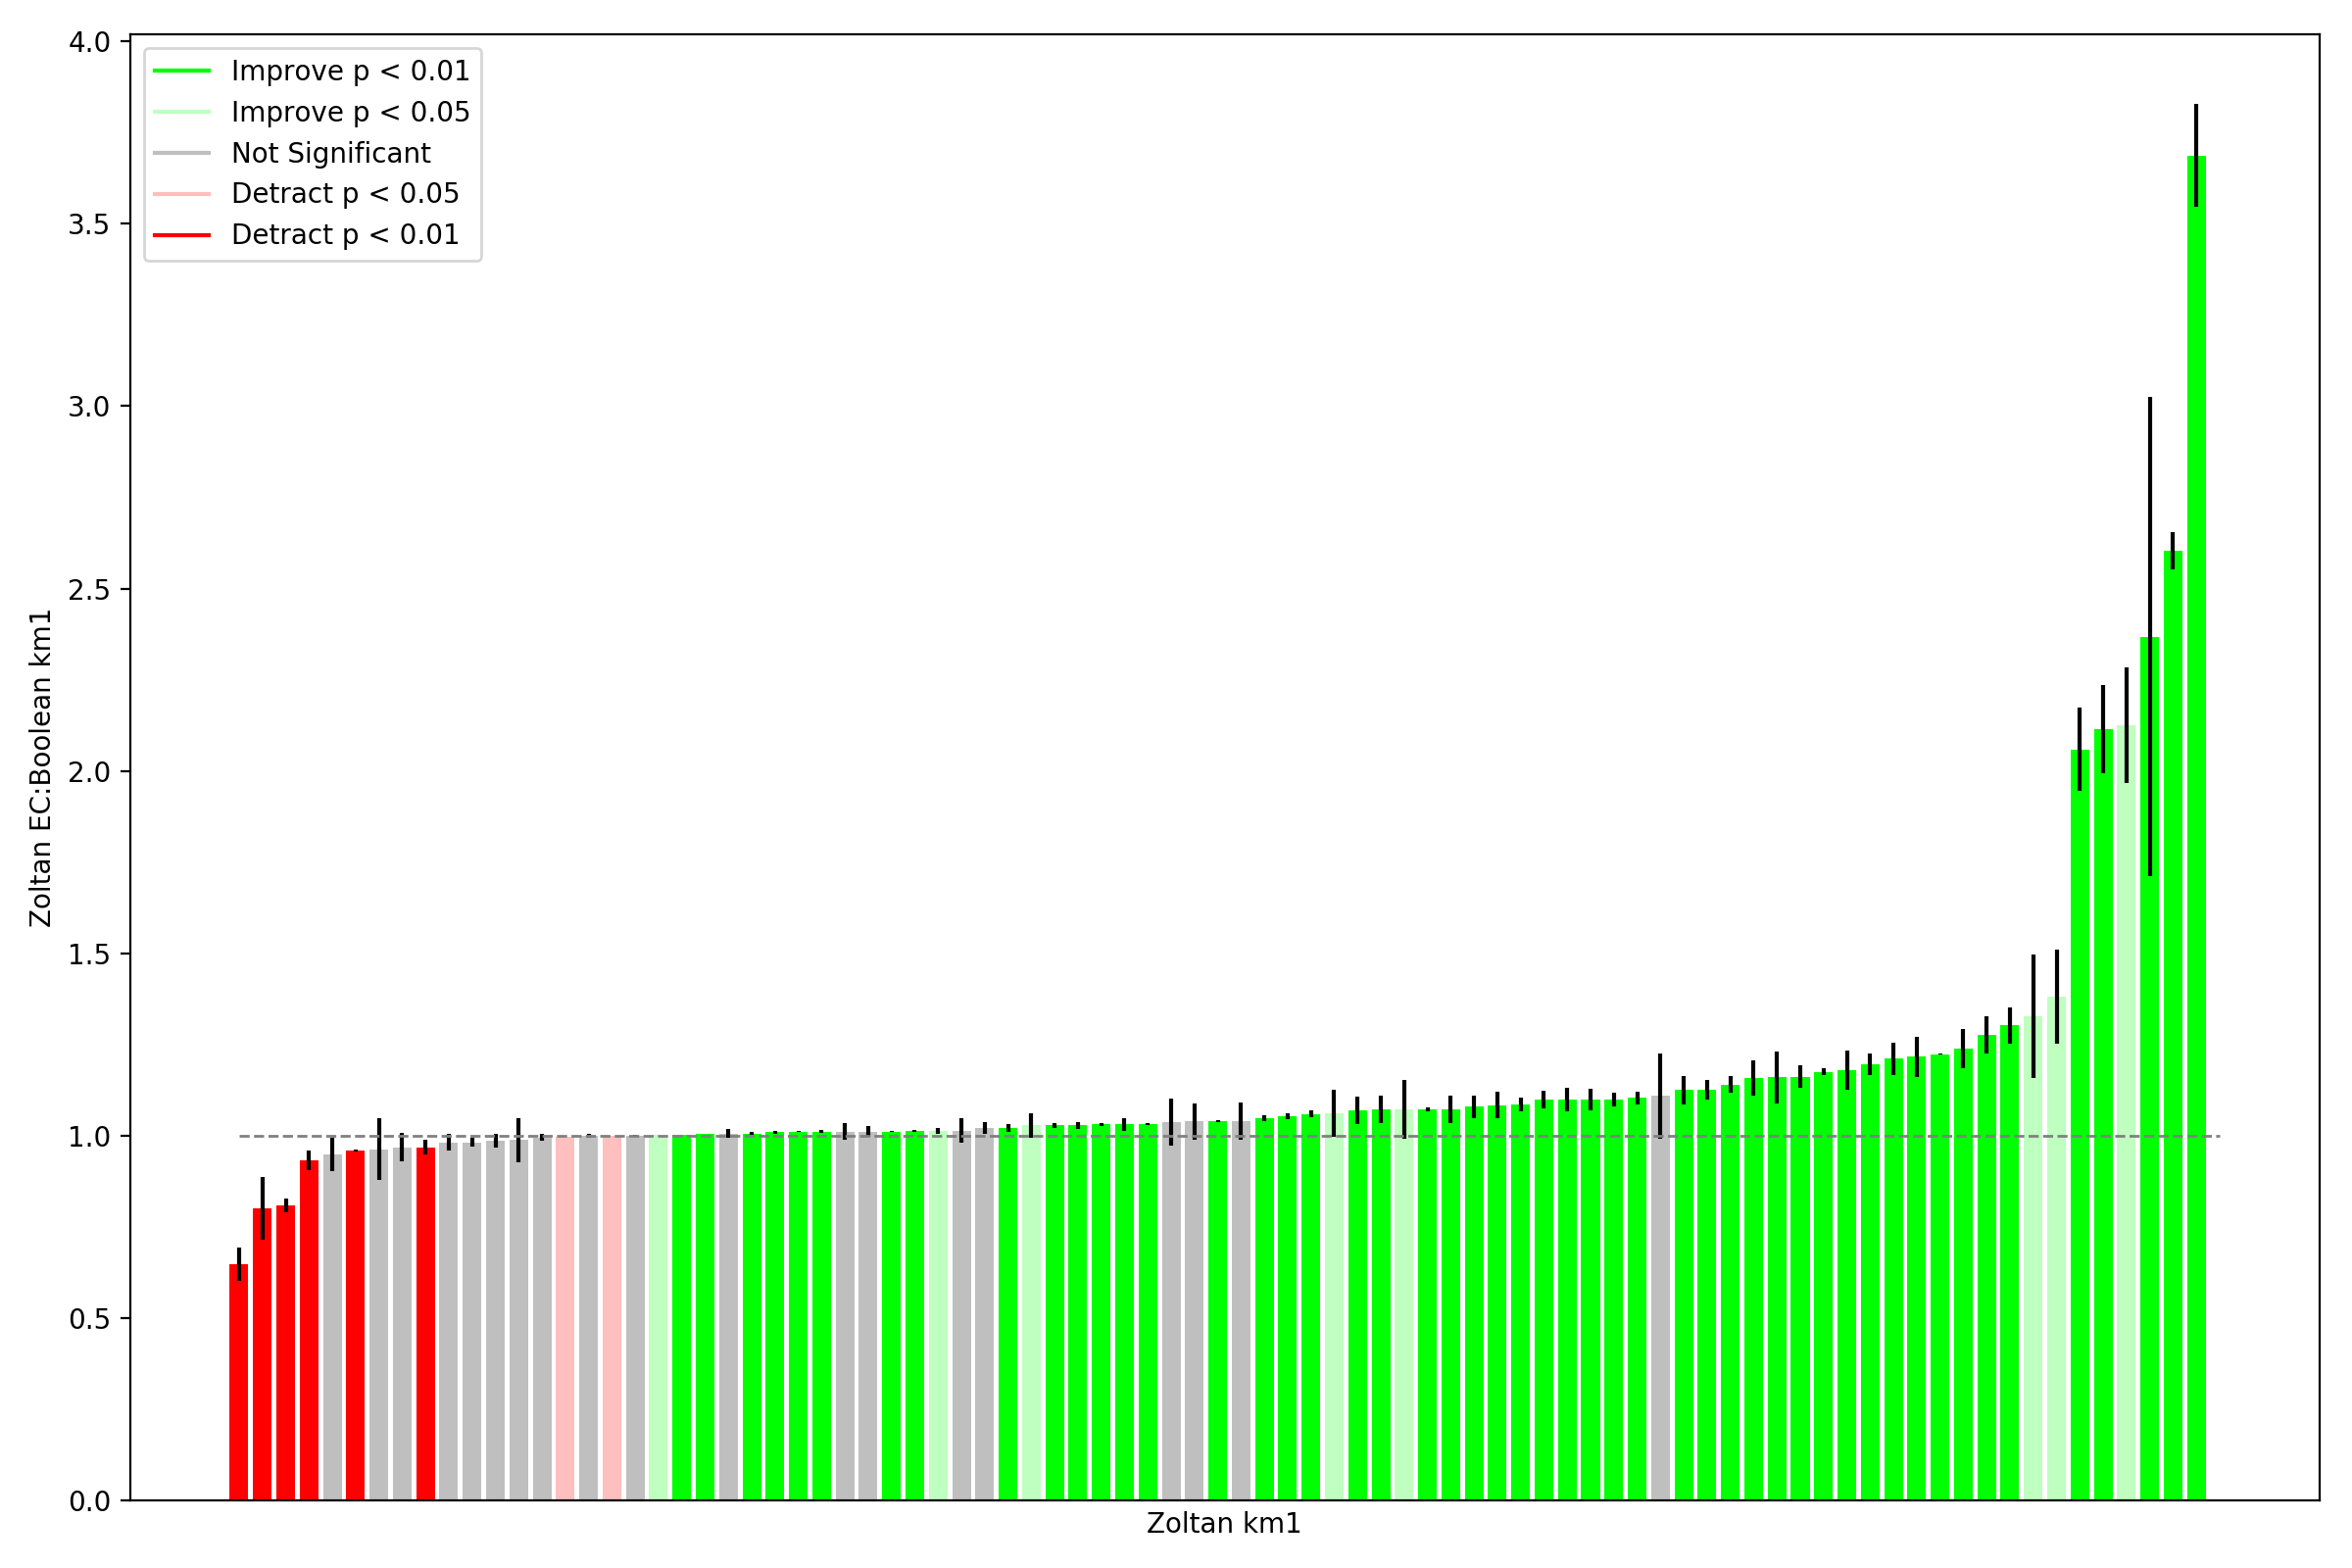 4.0
3.5
3.0
2.5
2.0
1.5
1.0
0.5
0.0
Zoltan EC:Boolean km1
Improve p < 0.01
Improve p < 0.05
Not Significant
Detract p < 0.05
Detract p < 0.01
Zoltan km1